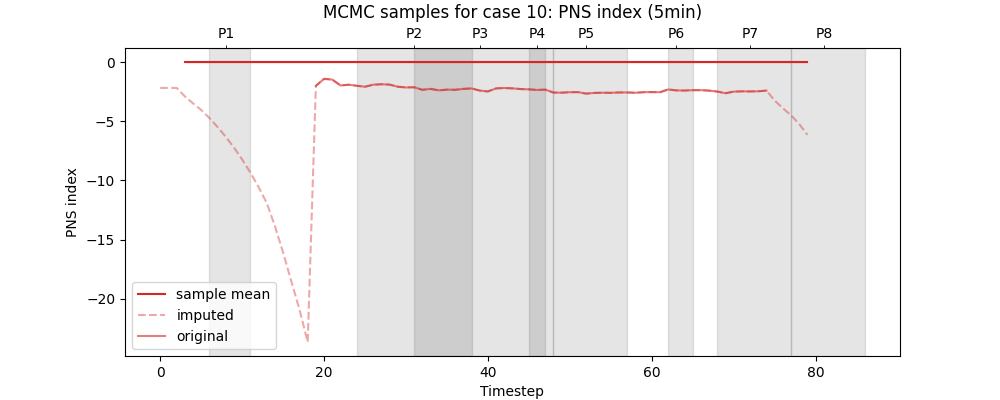 MCMC samples for case 10: PNS index (5min)
P1 P2 P3 P4 P5 P6 P7 P8
0
−5
−10
−15
−20
PNS index
sample mean
imputed
original
0 20 40 60 80
Timestep